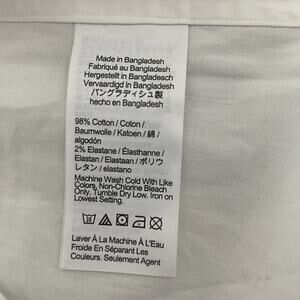 Made in Bangladesh
Fabriqué au Bangladesh
Hergestellt in Bangladesch
Vervaardigd in Bangladesh
バングラディシュ製
hecho en Bangladesh
98% Cotton / Coton /
Baumwolle / Katoen / 綿 /
algodón
2% Elastane / Élasthanne /
Elastan / Elastaan / ポリウ
レタン / elastano
Machine Wash Cold With Like
Colors, Non-Chlorine Bleach
Only. Tumble Dry Low. Iron on
Lowest Setting.
30
Laver À La Machine À L'Eau
Froide En Séparant Les
Couleurs. Seulement Agent